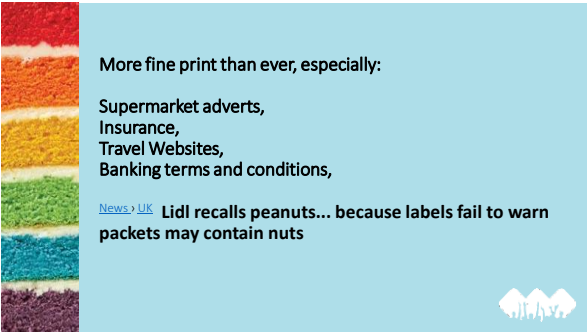 More fine print than ever, especially:
Supermarket adverts,
Insurance,
Travel Websites,
Banking terms and conditions,
News › UK Lidl recalls peanuts... because labels fail to warn
packets may contain nuts